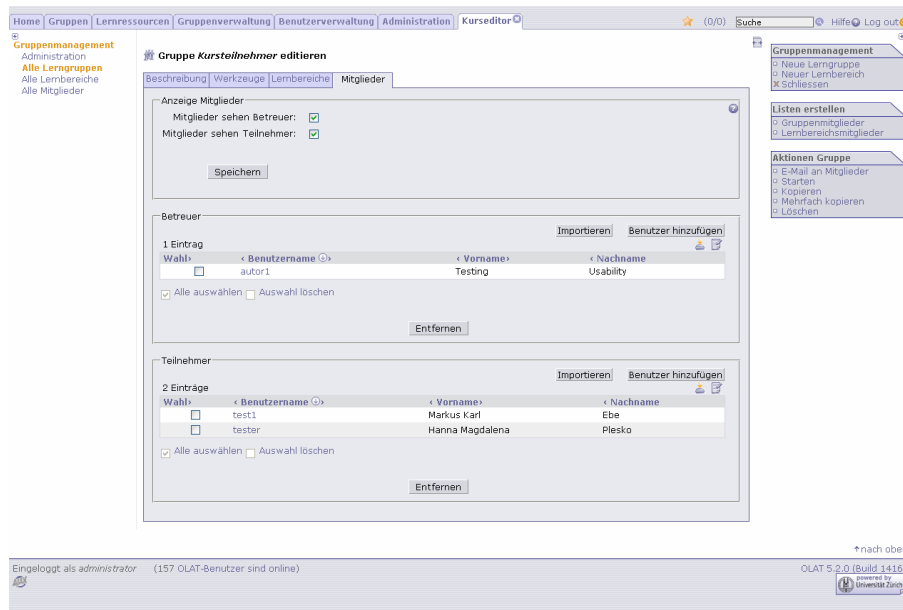 Home Gruppen Lernressourcen Gruppenverwaltung Benutzerverwaltung Administration Kurseditor (0/0) Suche Hilfe Log out
Gruppenmanagement
Administration
Alle Lerngruppen
Alle Lernbereiche
Alle Mitglieder
Gruppe Kursteilnehmer editieren
Beschreibung Werkzeuge Lernbereiche Mitglieder
Anzeige Mitglieder
Mitglieder sehen Betreuer:
Mitglieder sehen Teilnehmer:
Speichern
Betreuer
Importieren Benutzer hinzufügen
1 Eintrag
Wahl› ‹ Benutzername › ‹ Vorname› ‹ Nachname
autor1 Testing Usability
Alle auswählen Auswahl löschen
Entfernen
Teilnehmer
Importieren Benutzer hinzufügen
2 Einträge
Wahl› ‹ Benutzername › ‹ Vorname› ‹ Nachname
test1 Markus Karl Ebe
tester Hanna Magdalena Plesko
Alle auswählen Auswahl löschen
Entfernen
Gruppenmanagement
Neue Lerngruppe
Neuer Lernbereich
Schliessen
Listen erstellen
Gruppenmitglieder
Lernbereichsmitglieder
Aktionen Gruppe
E-Mail an Mitglieder
Starten
Kopieren
Mehrfach kopieren
Löschen
nach obe
Eingeloggt als administrator (157 OLAT-Benutzer sind online) OLAT 5.2.0 (Build 1416
powered by
Universität Zürich